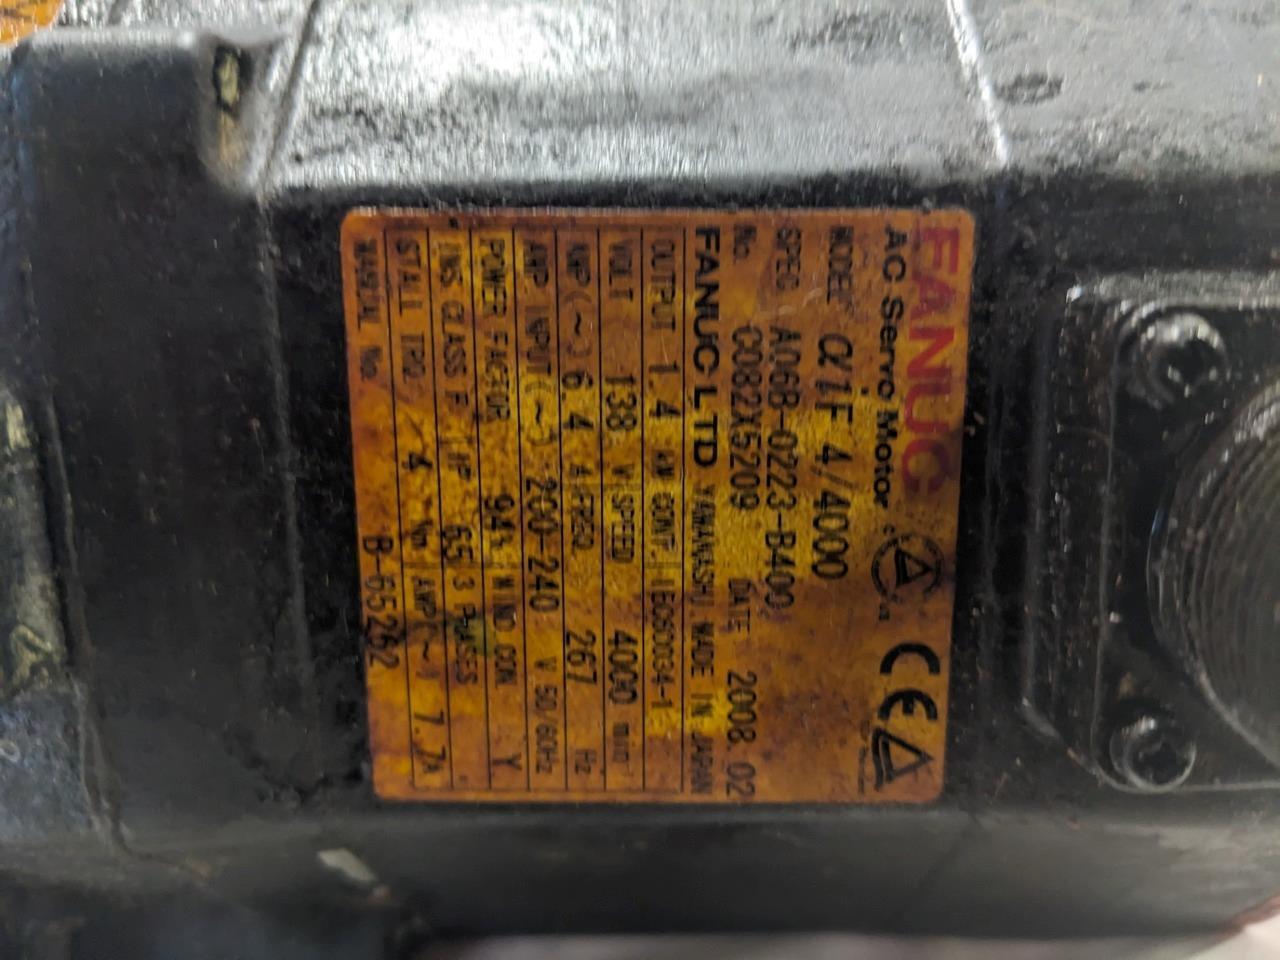 FANUC
AC Servo Motor
MODEL αiF 4/4000
SPEC A06B-0223-B400
No. C082X5209 DATE 2008.02
FANUC LTD YAMANASHI, MADE IN JAPAN
OUTPUT 1.4 kW CONT. IEC60034-1
VOLT 138 V SPEED 4000 min⁻¹
AMP(~) 6.4 A FREQ. 267 Hz
AMP. INPUT(~) 200-240 V 50/60Hz
POWER FACTOR 94% WIND CON Y
INS CLASS F IP 65 3 PHASES
STALL TRQ. 4 Nm AMP(~) 7.7A
MANUAL No. B-65262